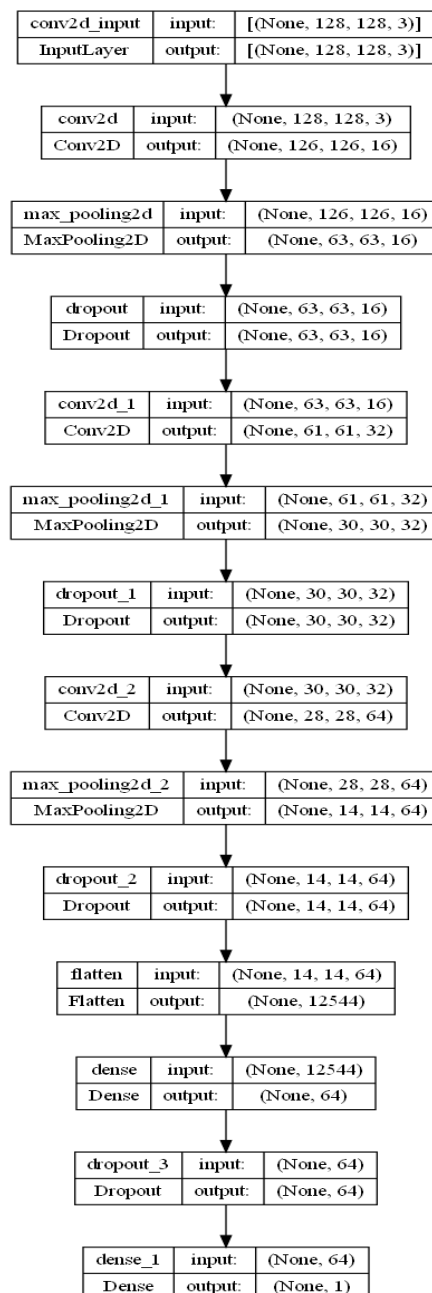 conv2d_input input: [(None, 128, 128, 3)]
InputLayer output: [(None, 128, 128, 3)]
conv2d input: (None, 128, 128, 3)
Conv2D output: (None, 126, 126, 16)
max_pooling2d input: (None, 126, 126, 16)
MaxPooling2D output: (None, 63, 63, 16)
dropout input: (None, 63, 63, 16)
Dropout output: (None, 63, 63, 16)
conv2d_1 input: (None, 63, 63, 16)
Conv2D output: (None, 61, 61, 32)
max_pooling2d_1 input: (None, 61, 61, 32)
MaxPooling2D output: (None, 30, 30, 32)
dropout_1 input: (None, 30, 30, 32)
Dropout output: (None, 30, 30, 32)
conv2d_2 input: (None, 30, 30, 32)
Conv2D output: (None, 28, 28, 64)
max_pooling2d_2 input: (None, 28, 28, 64)
MaxPooling2D output: (None, 14, 14, 64)
dropout_2 input: (None, 14, 14, 64)
Dropout output: (None, 14, 14, 64)
flatten input: (None, 14, 14, 64)
Flatten output: (None, 12544)
dense input: (None, 12544)
Dense output: (None, 64)
dropout_3 input: (None, 64)
Dropout output: (None, 64)
dense_1 input: (None, 64)
Dense output: (None, 1)